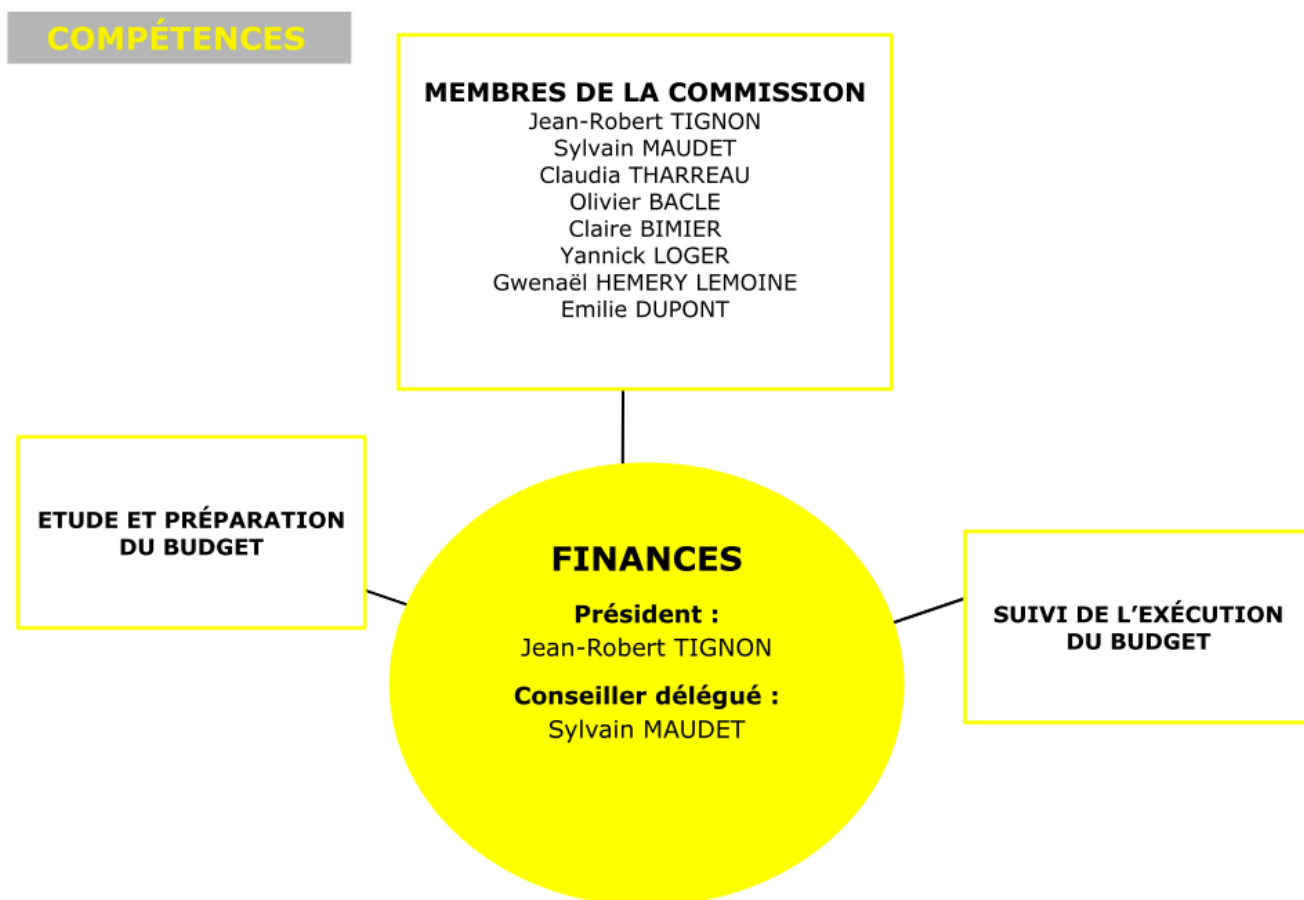 COMPÉTENCES
MEMBRES DE LA COMMISSION
Jean-Robert TIGNON
Sylvain MAUDET
Claudia THARREAU
Olivier BACLE
Claire BIMIER
Yannick LOGER
Gwenaël HEMERY LEMOINE
Emilie DUPONT
ETUDE ET PRÉPARATION
DU BUDGET
FINANCES
Président :
Jean-Robert TIGNON
Conseiller délégué :
Sylvain MAUDET
SUIVI DE L’EXÉCUTION
DU BUDGET